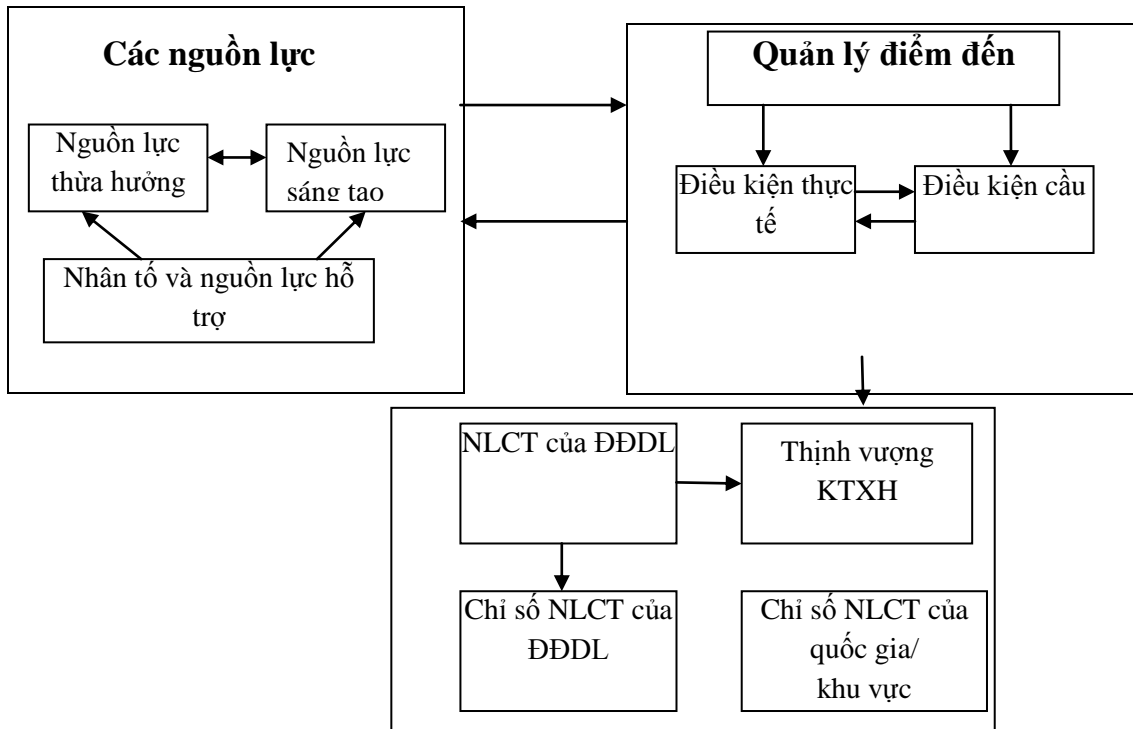 Các nguồn lực
Nguồn lực
thừa hưởng
Nguồn lực
sáng tạo
Nhân tố và nguồn lực hỗ
trợ
Quản lý điểm đến
Điều kiện thực
tế
Điều kiện cầu
NLCT của ĐĐDL
Thịnh vượng
KTXH
Chỉ số NLCT của
ĐĐDL
Chỉ số NLCT của
quốc gia/
khu vực